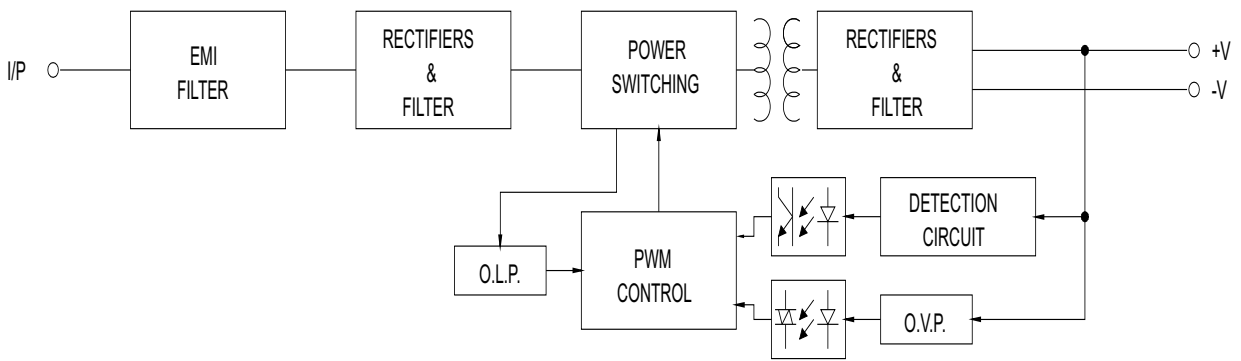 I/P
EMI
FILTER
RECTIFIERS
&
FILTER
POWER
SWITCHING
RECTIFIERS
&
FILTER
+V
-V
O.L.P.
PWM
CONTROL
DETECTION
CIRCUIT
O.V.P.